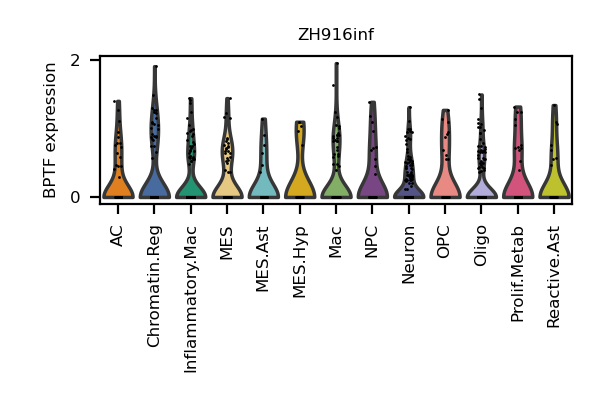 ZH916inf
BPTF expression
2
0
AC
Chromatin.Reg
Inflammatory.Mac
MES
MES.Ast
MES.Hyp
Mac
NPC
Neuron
OPC
Oligo
Prolif.Metab
Reactive.Ast